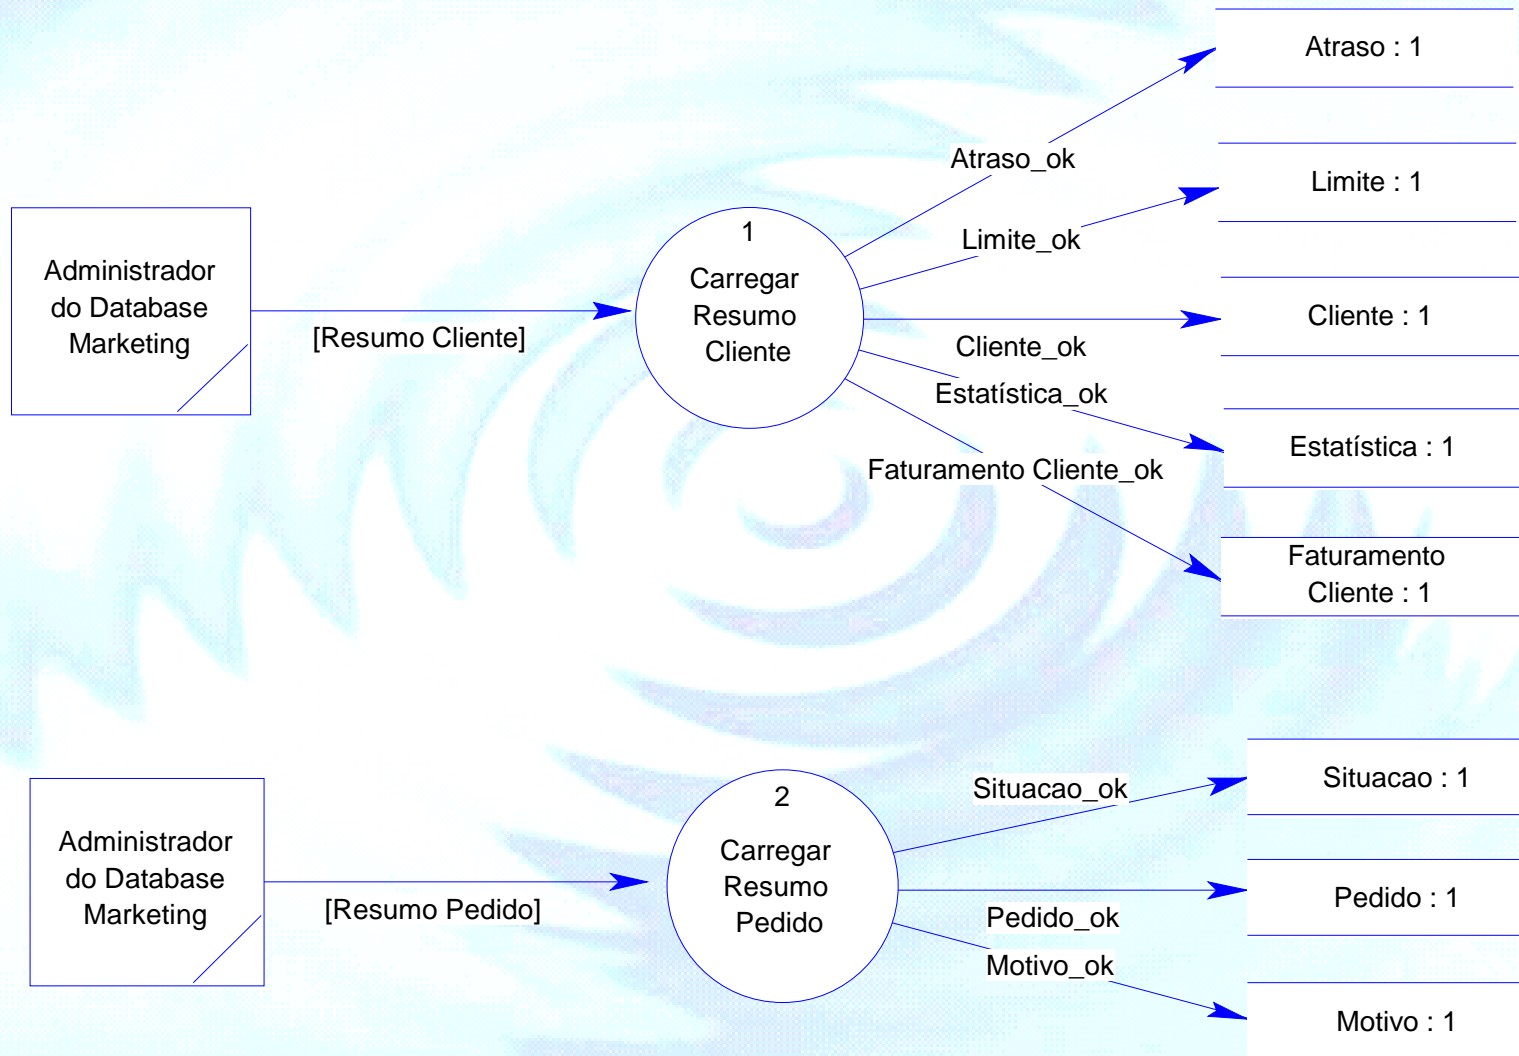 Administrador
do Database
Marketing
[Resumo Cliente]
1
Carregar
Resumo
Cliente
Atraso_ok
Limite_ok
Cliente_ok
Estatística_ok
Faturamento Cliente_ok
Atraso : 1
Limite : 1
Cliente : 1
Estatística : 1
Faturamento
Cliente : 1
Administrador
do Database
Marketing
[Resumo Pedido]
2
Carregar
Resumo
Pedido
Situacao_ok
Pedido_ok
Motivo_ok
Situacao : 1
Pedido : 1
Motivo : 1